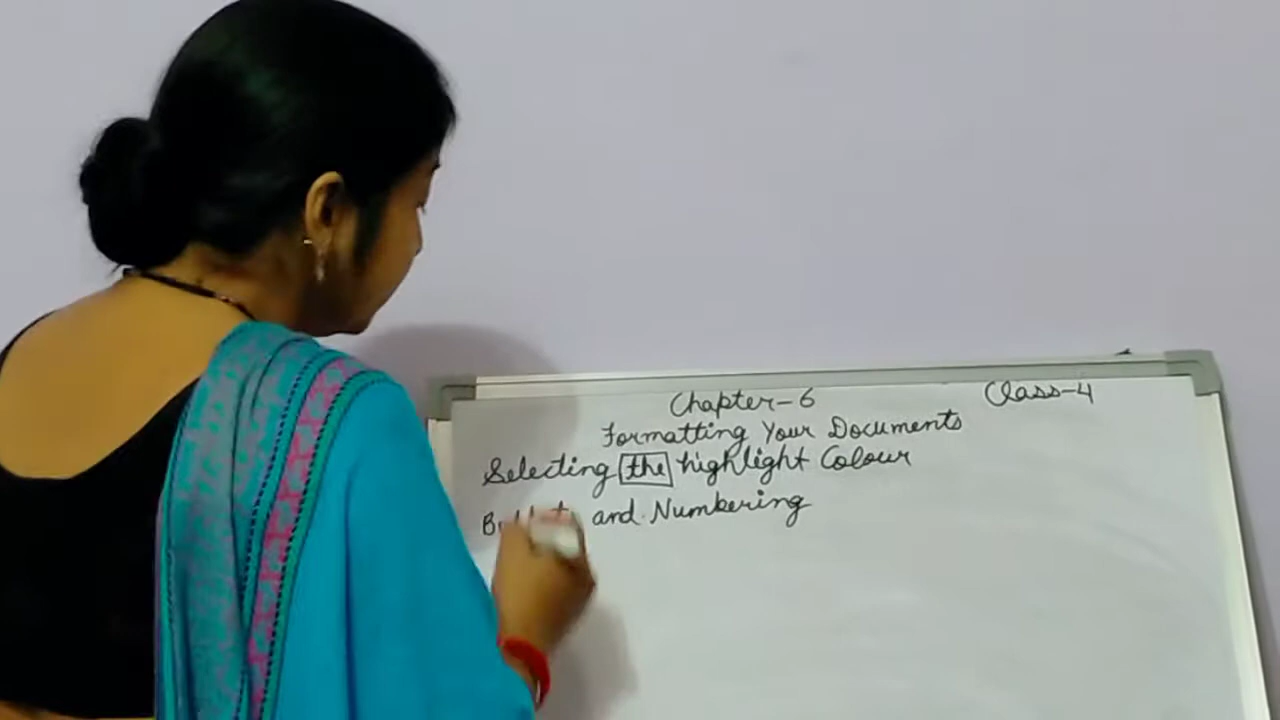 Chapter-6
Class-4
Formatting Your Documents
Selecting the highlight Colour
and Numbering